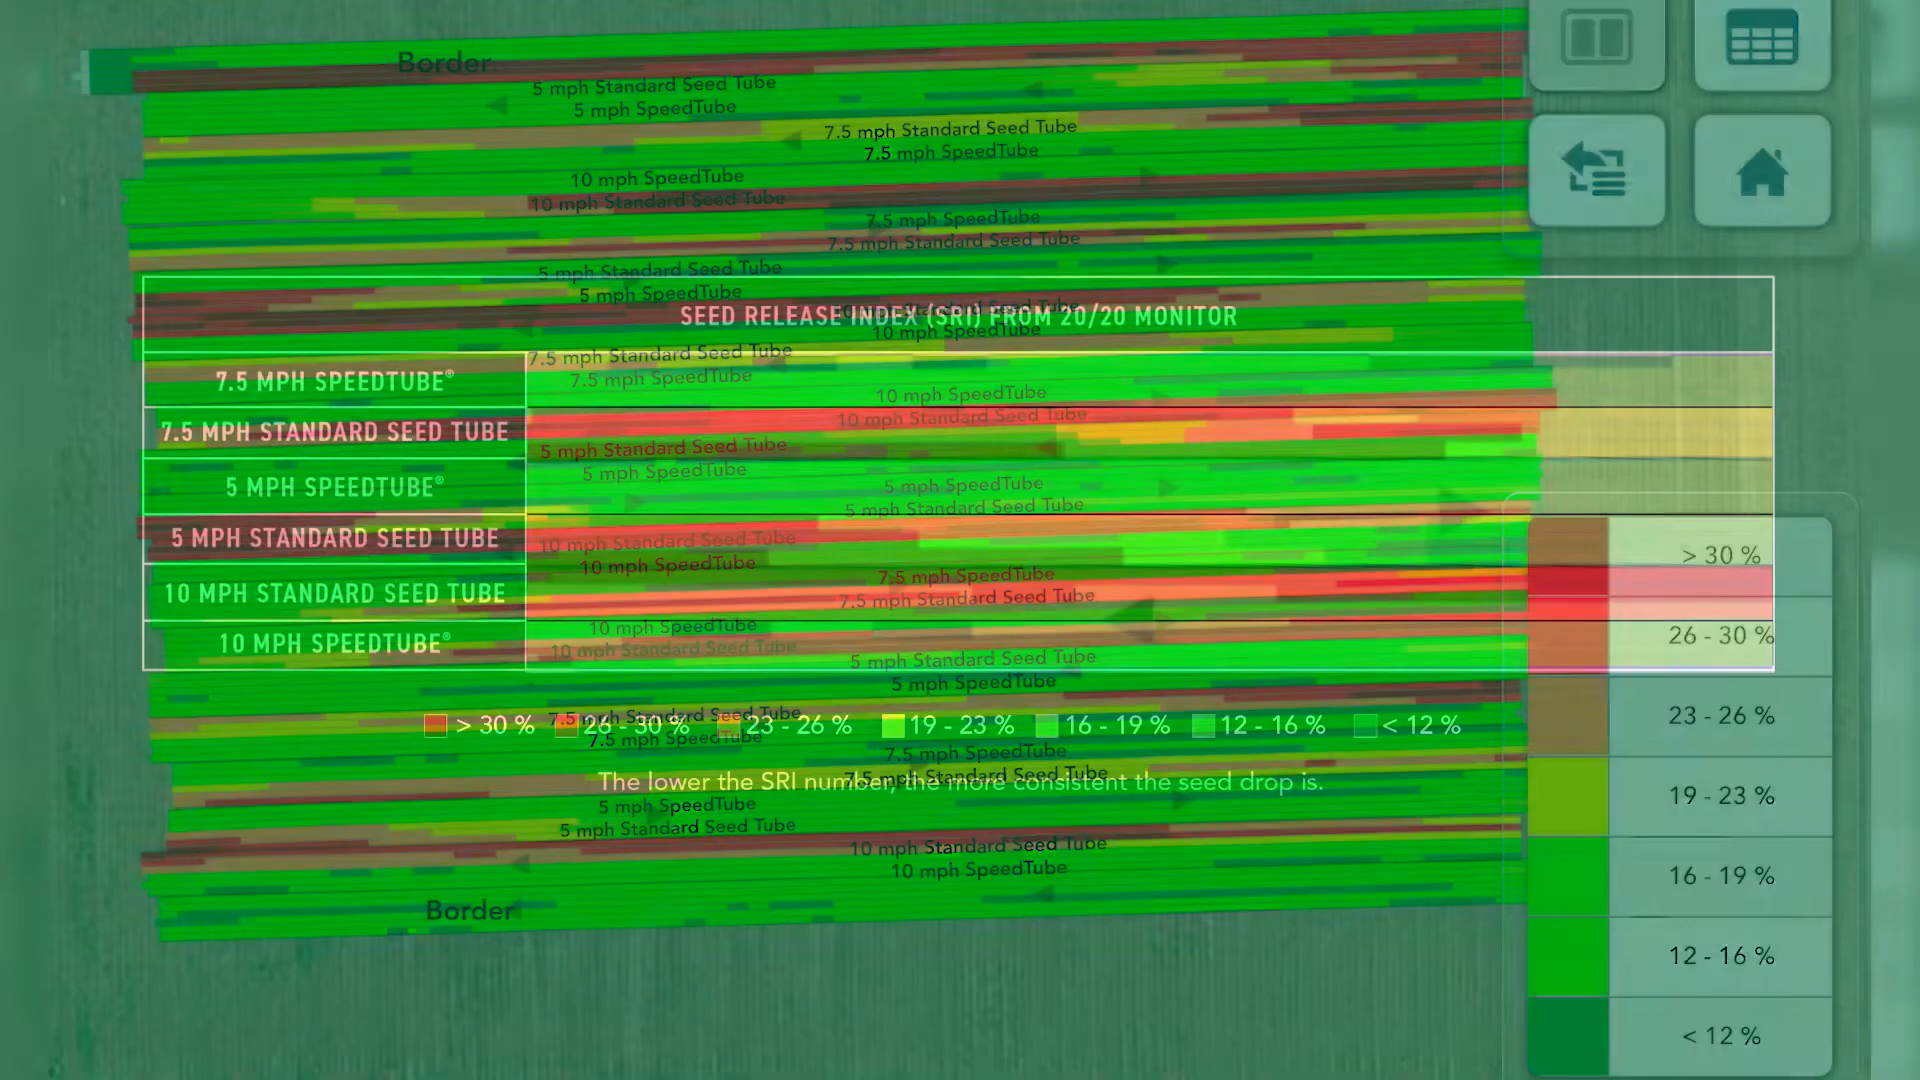 Border
5 mph Standard Seed Tube
5 mph SpeedTube
7.5 mph Standard Seed Tube
7.5 mph SpeedTube
10 mph SpeedTube
10 mph Standard Seed Tube
7.5 mph SpeedTube
7.5 mph Standard Seed Tube
5 mph Standard Seed Tube
5 mph SpeedTube
SEED RELEASE INDEX (SRI) FROM 20/20 MONITOR
10 mph SpeedTube
7.5 mph Standard Seed Tube
7.5 mph SpeedTube
7.5 MPH SPEEDTUBE®
10 mph SpeedTube
10 mph Standard Seed Tube
7.5 MPH STANDARD SEED TUBE
5 mph Standard Seed Tube
5 mph SpeedTube
5 MPH SPEEDTUBE®
5 mph SpeedTube
5 mph Standard Seed Tube
5 MPH STANDARD SEED TUBE
10 mph Standard Seed Tube
10 mph SpeedTube
7.5 mph SpeedTube
7.5 mph Standard Seed Tube
10 MPH STANDARD SEED TUBE
10 mph SpeedTube
10 mph Standard Seed Tube
10 MPH SPEEDTUBE®
5 mph Standard Seed Tube
5 mph SpeedTube
7.5 mph Standard Seed Tube
7.5 mph SpeedTube
> 30 % 26 - 30 % 23 - 26 % 19 - 23 % 16 - 19 % 12 - 16 % < 12 %
7.5 mph SpeedTube
7.5 mph Standard Seed Tube
The lower the SRI number, the more consistent the seed drop is.
5 mph SpeedTube
5 mph Standard Seed Tube
10 mph Standard Seed Tube
10 mph SpeedTube
Border
> 30 %
26 - 30 %
23 - 26 %
19 - 23 %
16 - 19 %
12 - 16 %
< 12 %